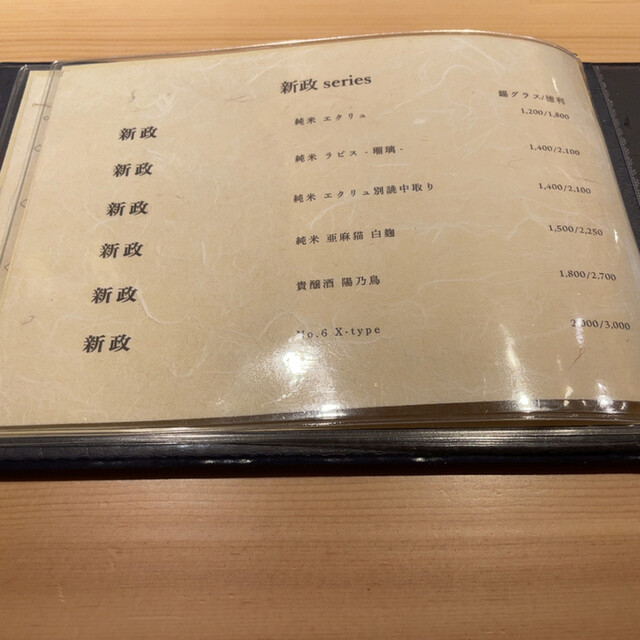 新政 series
錫グラス/徳利
新政 純米 エクリュ 1,200/1,800
新政 純米 ラピス -瑠璃- 1,400/2,100
新政 純米 エクリュ別誂中取り 1,400/2,100
新政 純米 亜麻猫 白麹 1,500/2,250
新政 貴醸酒 陽乃鳥 1,800/2,700
新政 No.6 X-type 2,000/3,000